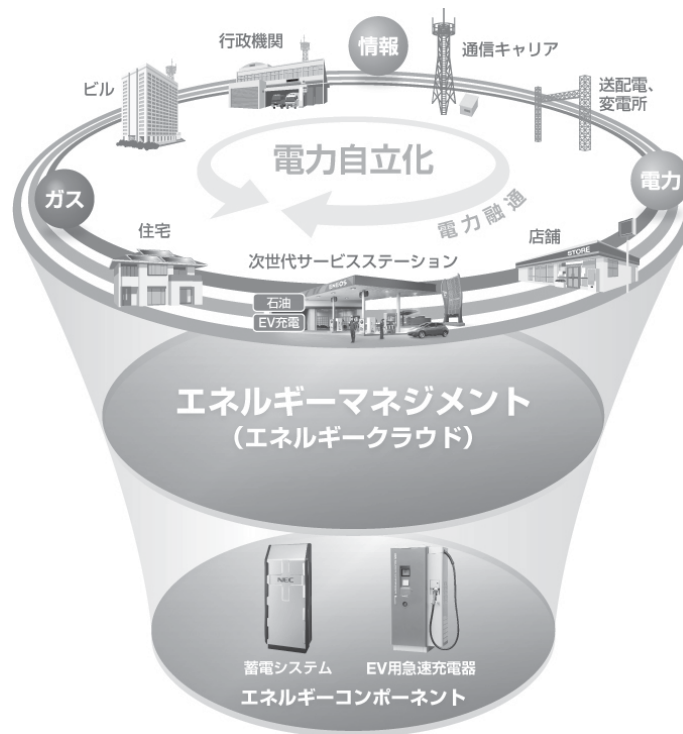 情報
行政機関
通信キャリア
ビル
送配電、
変電所
電力自立化
ガス
電力
電力融通
住宅
店舗
STORE
次世代サービスステーション
ENEOS
石油
EV充電
エネルギーマネジメント
（エネルギークラウド）
NEC
蓄電システム
EV用急速充電器
エネルギーコンポーネント